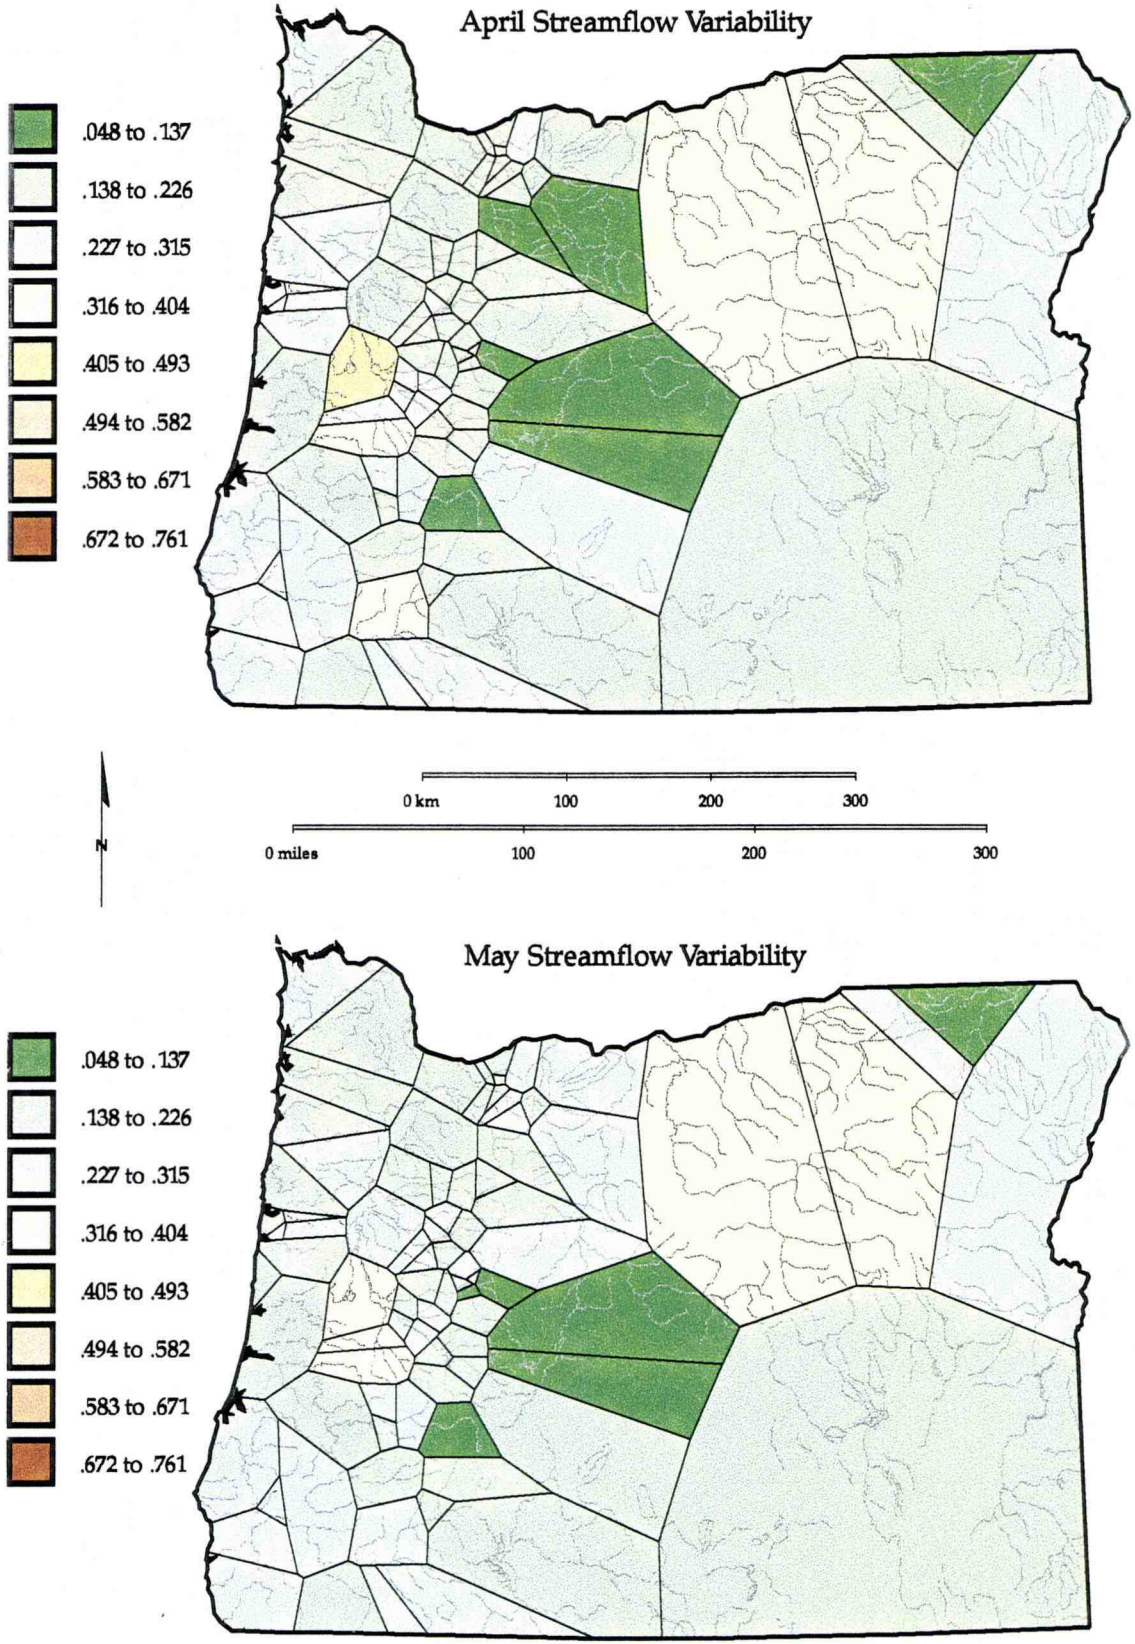 April Streamflow Variability
.048 to .137
.138 to .226
.227 to .315
.316 to .404
.405 to .493
.494 to .582
.583 to .671
.672 to .761
0 km 100 200 300
N
0 miles 100 200 300
May Streamflow Variability
.048 to .137
.138 to .226
.227 to .315
.316 to .404
.405 to .493
.494 to .582
.583 to .671
.672 to .761